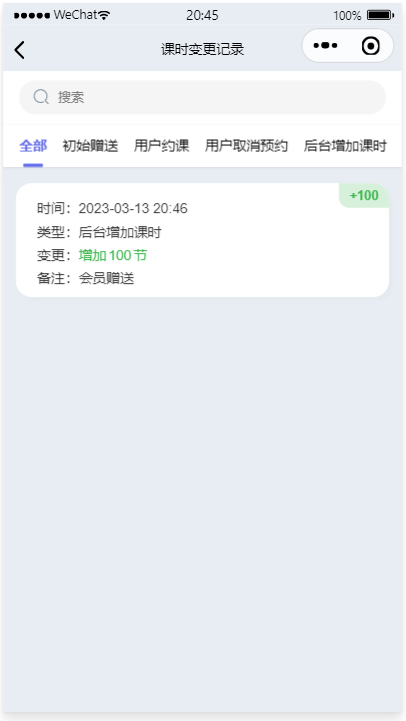 WeChat 20:45 100%
课时变更记录
搜索
全部 初始赠送 用户约课 用户取消预约 后台增加课时
+100
时间：2023-03-13 20:46
类型：后台增加课时
变更：增加 100 节
备注：会员赠送